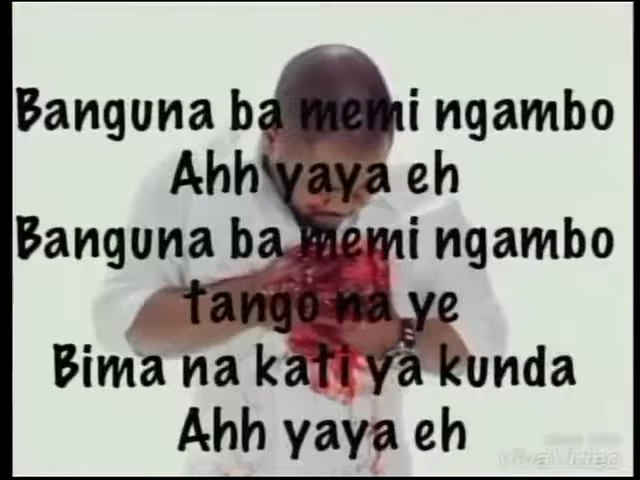 Banguna ba memi ngambo
Ahh yaya eh
Banguna ba memi ngambo
tango na ye
Bima na kati ya kunda
Ahh yaya eh
VivaVideo